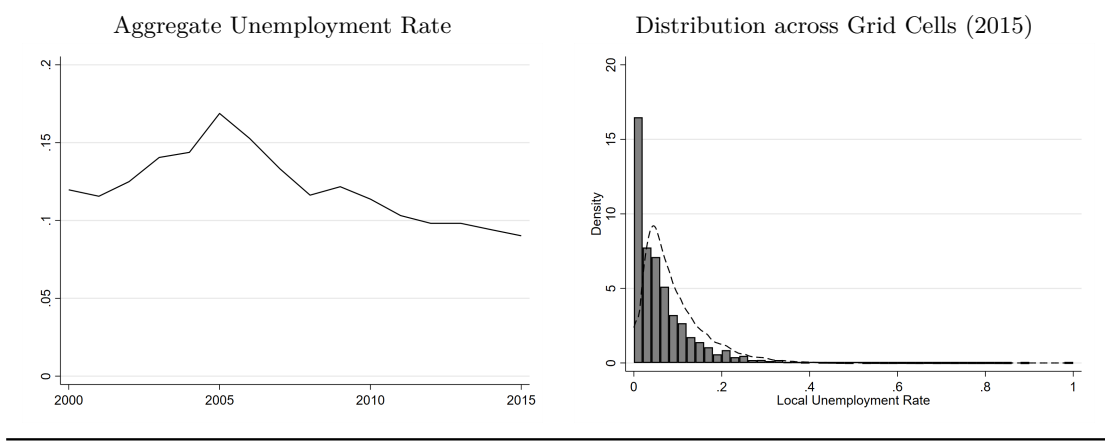 Aggregate Unemployment Rate
.2
.15
.1
.05
0
2000 2005 2010 2015
Distribution across Grid Cells (2015)
20
15
10
5
0
Density
0 .2 .4 .6 .8 1
Local Unemployment Rate